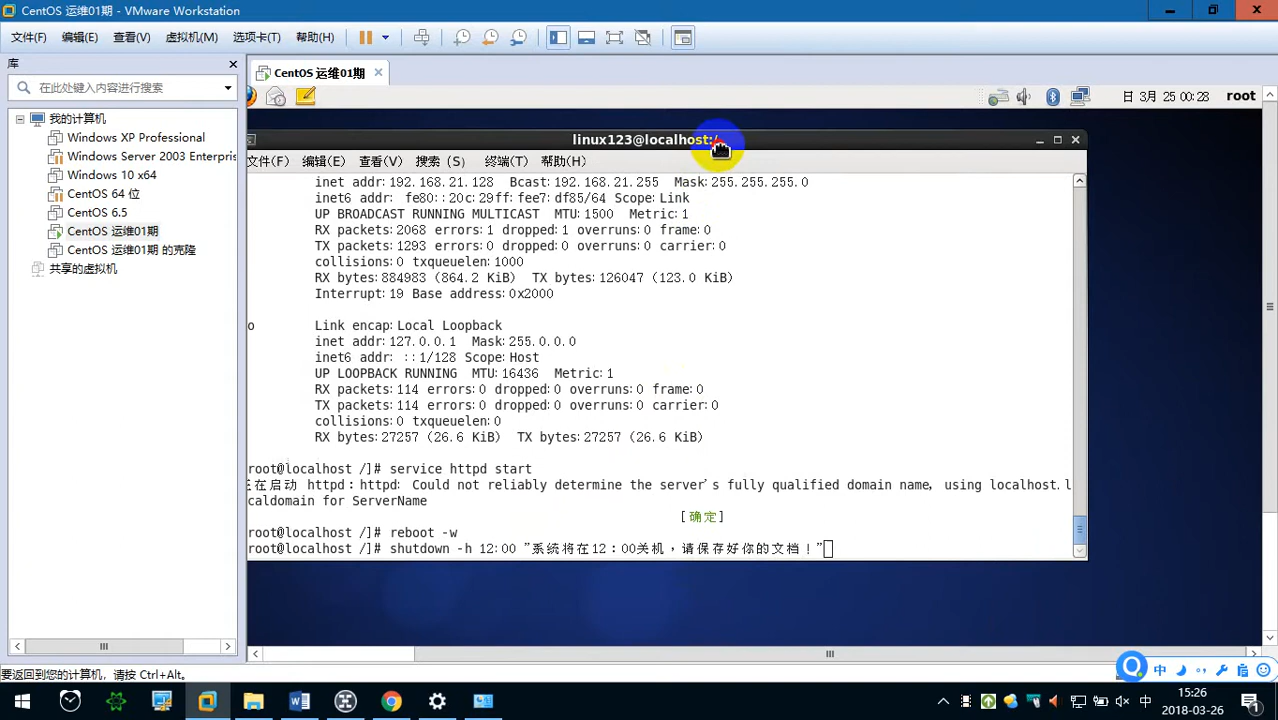 CentOS 运维01期 - VMware Workstation
文件(F) 编辑(E) 查看(V) 虚拟机(M) 选项卡(T) 帮助(H)
库
在此处键入内容进行搜索
我的计算机
Windows XP Professional
Windows Server 2003 Enterpris
Windows 10 x64
CentOS 64 位
CentOS 6.5
CentOS 运维01期
CentOS 运维01期 的克隆
共享的虚拟机
CentOS 运维01期
日 3月 25 00:28 root
linux123@localhost:/
文件(F) 编辑(E) 查看(V) 搜索 (S) 终端(T) 帮助(H)
inet addr:192.168.21.128 Bcast:192.168.21.255 Mask:255.255.255.0
inet6 addr: fe80::20c:29ff:fee7:df85/64 Scope:Link
UP BROADCAST RUNNING MULTICAST MTU:1500 Metric:1
RX packets:2068 errors:1 dropped:1 overruns:0 frame:0
TX packets:1293 errors:0 dropped:0 overruns:0 carrier:0
collisions:0 txqueuelen:1000
RX bytes:884983 (864.2 KiB) TX bytes:126047 (123.0 KiB)
Interrupt:19 Base address:0x2000
o Link encap:Local Loopback
inet addr:127.0.0.1 Mask:255.0.0.0
inet6 addr: ::1/128 Scope:Host
UP LOOPBACK RUNNING MTU:16436 Metric:1
RX packets:114 errors:0 dropped:0 overruns:0 frame:0
TX packets:114 errors:0 dropped:0 overruns:0 carrier:0
collisions:0 txqueuelen:0
RX bytes:27257 (26.6 KiB) TX bytes:27257 (26.6 KiB)
root@localhost /]# service httpd start
正在启动 httpd：httpd: Could not reliably determine the server's fully qualified domain name, using localhost.l
caldomain for ServerName
[确定]
root@localhost /]# reboot -w
root@localhost /]# shutdown -h 12:00 "系统将在12：00关机，请保存好你的文档！"
要返回到您的计算机，请按 Ctrl+Alt。
中
中
15:26
2018-03-26
1